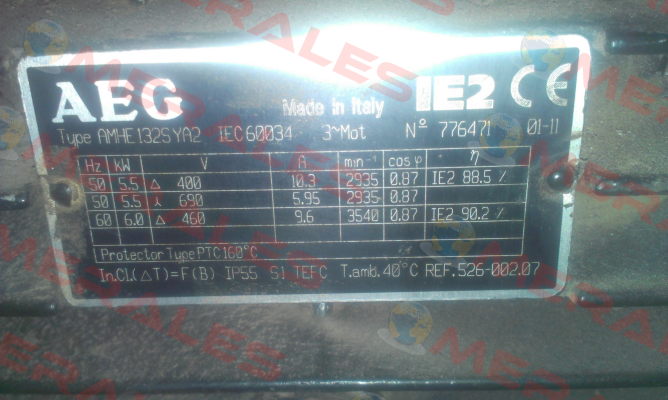 AEG Made in Italy IE2 CE
Type AMHE132SYA2 IEC60034 3~Mot Nº 776471 01-11
Hz kW V A min⁻¹ cos φ η
50 5.5 △ 400 10.3 2935 0.87 IE2 88.5 %
50 5.5 ⅄ 690 5.95 2935 0.87
60 6.0 △ 460 9.6 3540 0.87 IE2 90.2 %
Protector Type PTC160°C
In.Cl.(△T)=F(B) IP55 S1 TEFC T.amb. 40°C REF.526-002.07